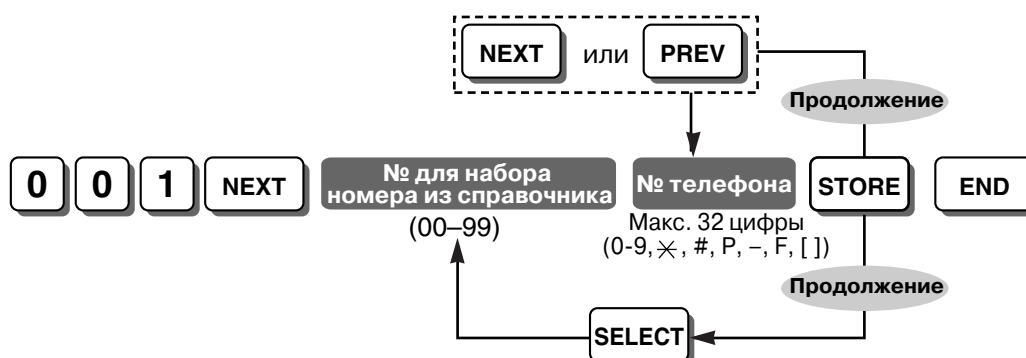 NEXT или PREV
Продолжение
0 0 1 NEXT
№ для набора
номера из справочника
(00–99)
№ телефона
Макс. 32 цифры
(0-9, ✳, #, P, –, F, [ ])
STORE
END
Продолжение
SELECT